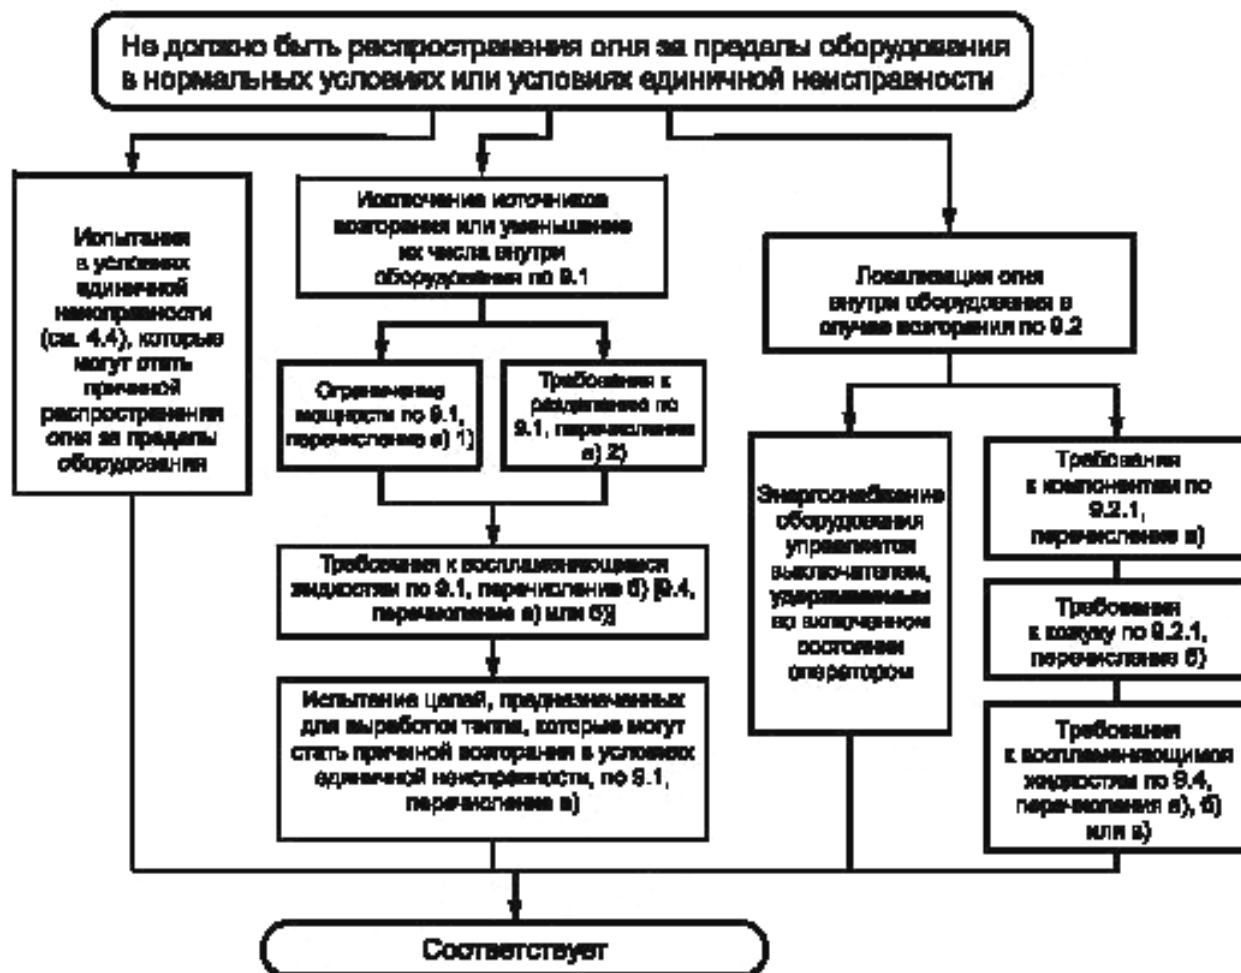 Не должно быть распространения огня за пределы оборудования
в нормальных условиях или условиях единичной неисправности
Испытания
в условиях
единичной
неисправности
(см. 4.4), которые
могут стать
причиной
распространения
огня за пределы
оборудования
Исключение источников
возгорания или уменьшение
их числа внутри
оборудования по 9.1
Ограничение
мощности по 9.1,
перечисление а) 1)
Требования к
разделению по
9.1, перечисление
а) 2)
Требования к воспламеняющимся
жидкостям по 9.1, перечисление б) [9.4,
перечисление а) или б)]
Испытание цепей, предназначенных
для выработки тепла, которые могут
стать причиной возгорания в условиях
единичной неисправности, по 9.1,
перечисление в)
Локализация огня
внутри оборудования в
случае возгорания по 9.2
Энергоснабжение
оборудования
управляется
выключателем,
удерживаемым
во включенном
состоянии
оператором
Требования
к компонентам по
9.2.1,
перечисление а)
Требования
к кожуху по 9.2.1,
перечисление б)
Требования
к воспламеняющимся
жидкостям по 9.4,
перечисления а), б)
или в)
Соответствует